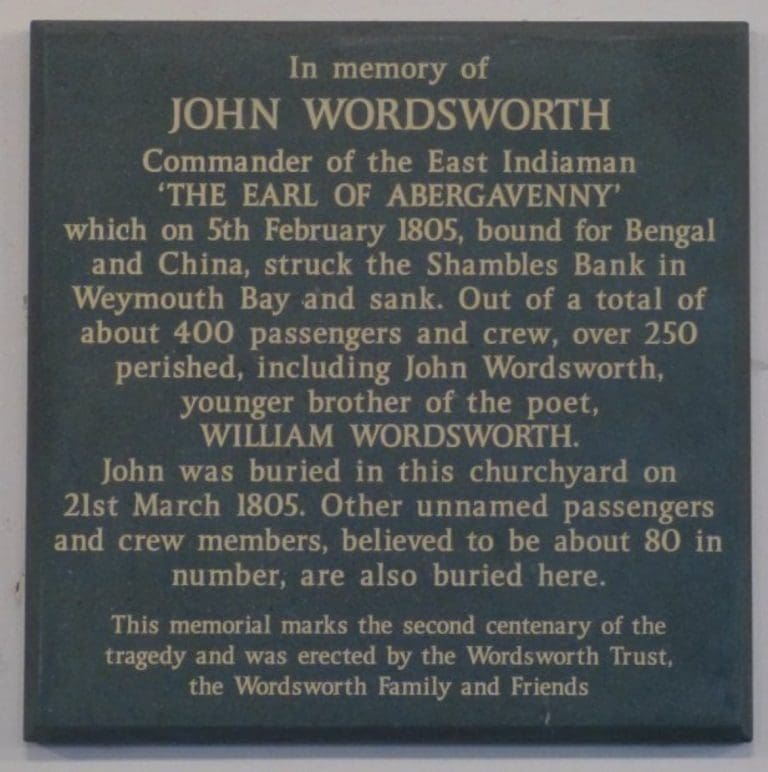 In memory of
JOHN WORDSWORTH
Commander of the East Indiaman
‘THE EARL OF ABERGAVENNY’
which on 5th February 1805, bound for Bengal
and China, struck the Shambles Bank in
Weymouth Bay and sank. Out of a total of
about 400 passengers and crew, over 250
perished, including John Wordsworth,
younger brother of the poet,
WILLIAM WORDSWORTH.
John was buried in this churchyard on
21st March 1805. Other unnamed passengers
and crew members, believed to be about 80 in
number, are also buried here.
This memorial marks the second centenary of the
tragedy and was erected by the Wordsworth Trust,
the Wordsworth Family and Friends